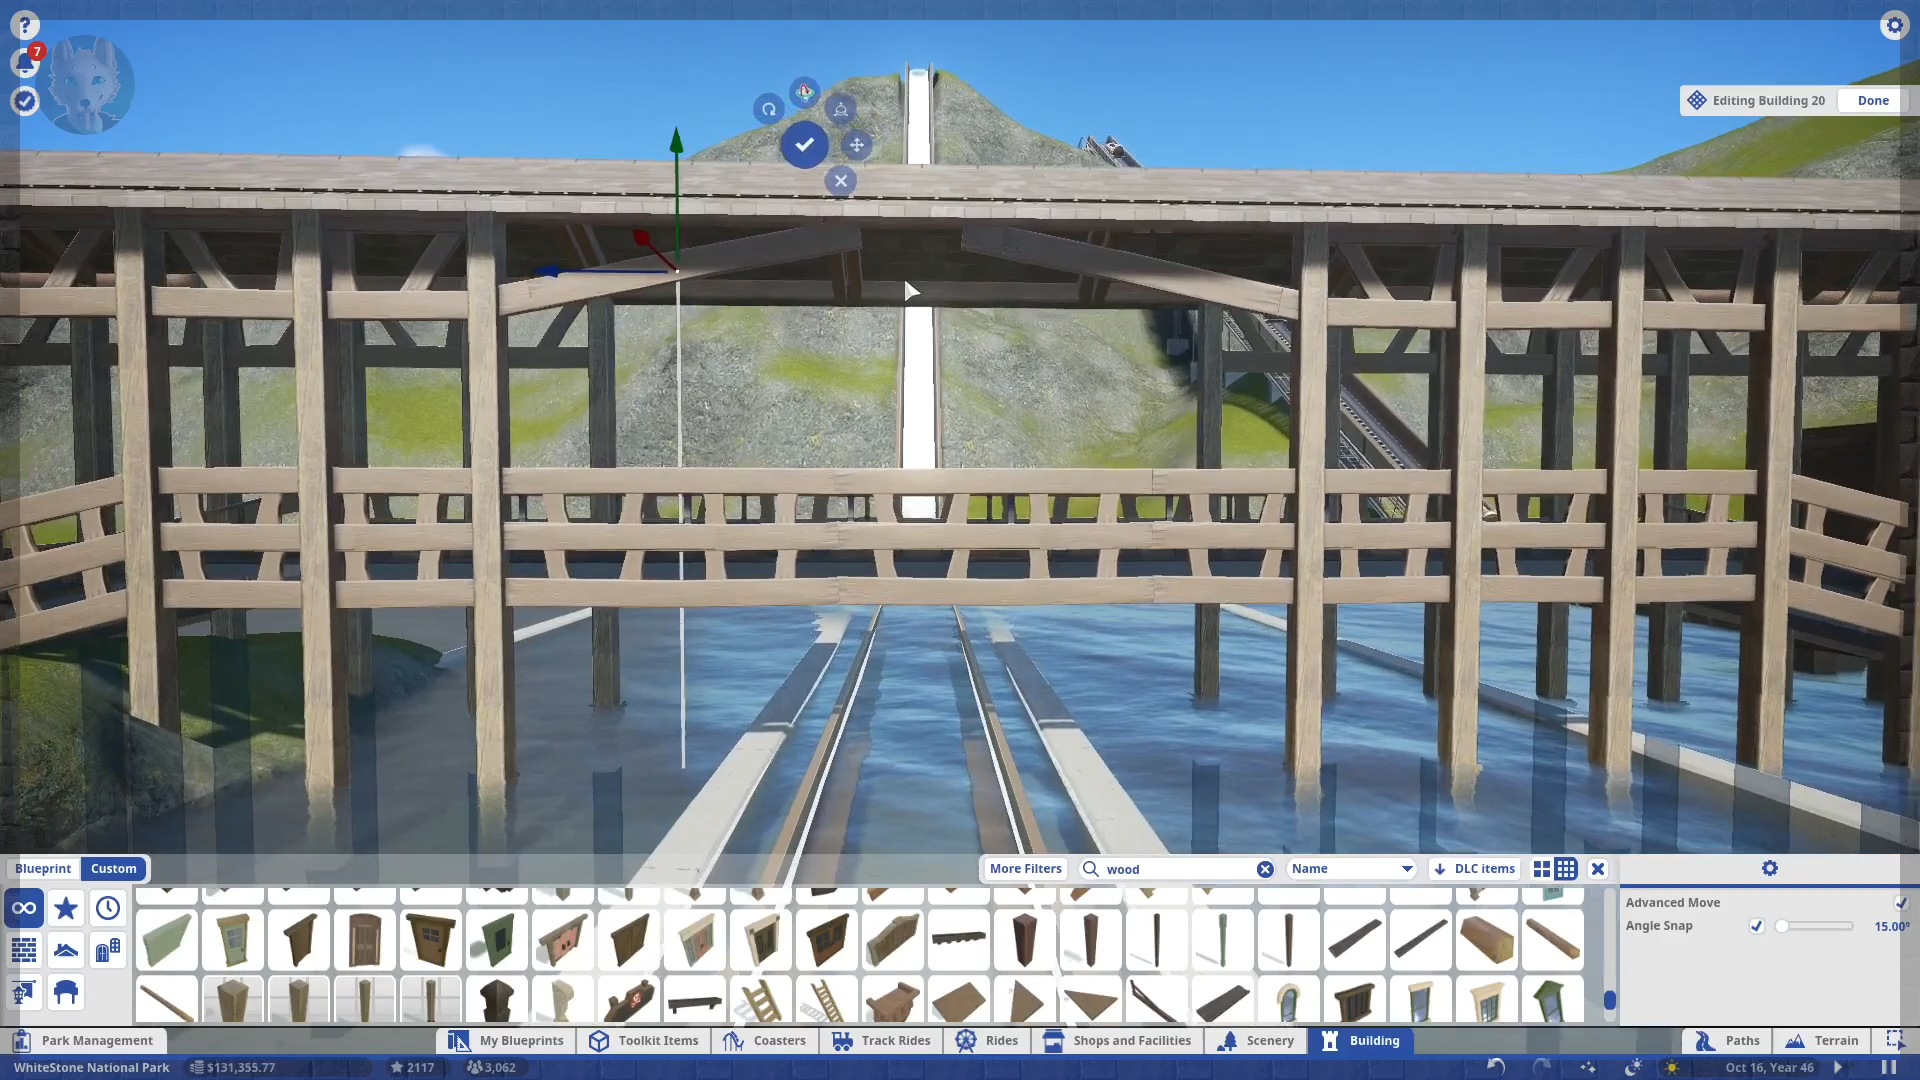 ?
7
Editing Building 20
Done
Blueprint
Custom
More Filters
wood
Name
DLC items
Advanced Move
Angle Snap
15.00°
Park Management
My Blueprints
Toolkit Items
Coasters
Track Rides
Rides
Shops and Facilities
Scenery
Building
Paths
Terrain
WhiteStone National Park
$131,355.77
2117
3,062
Oct 16, Year 46